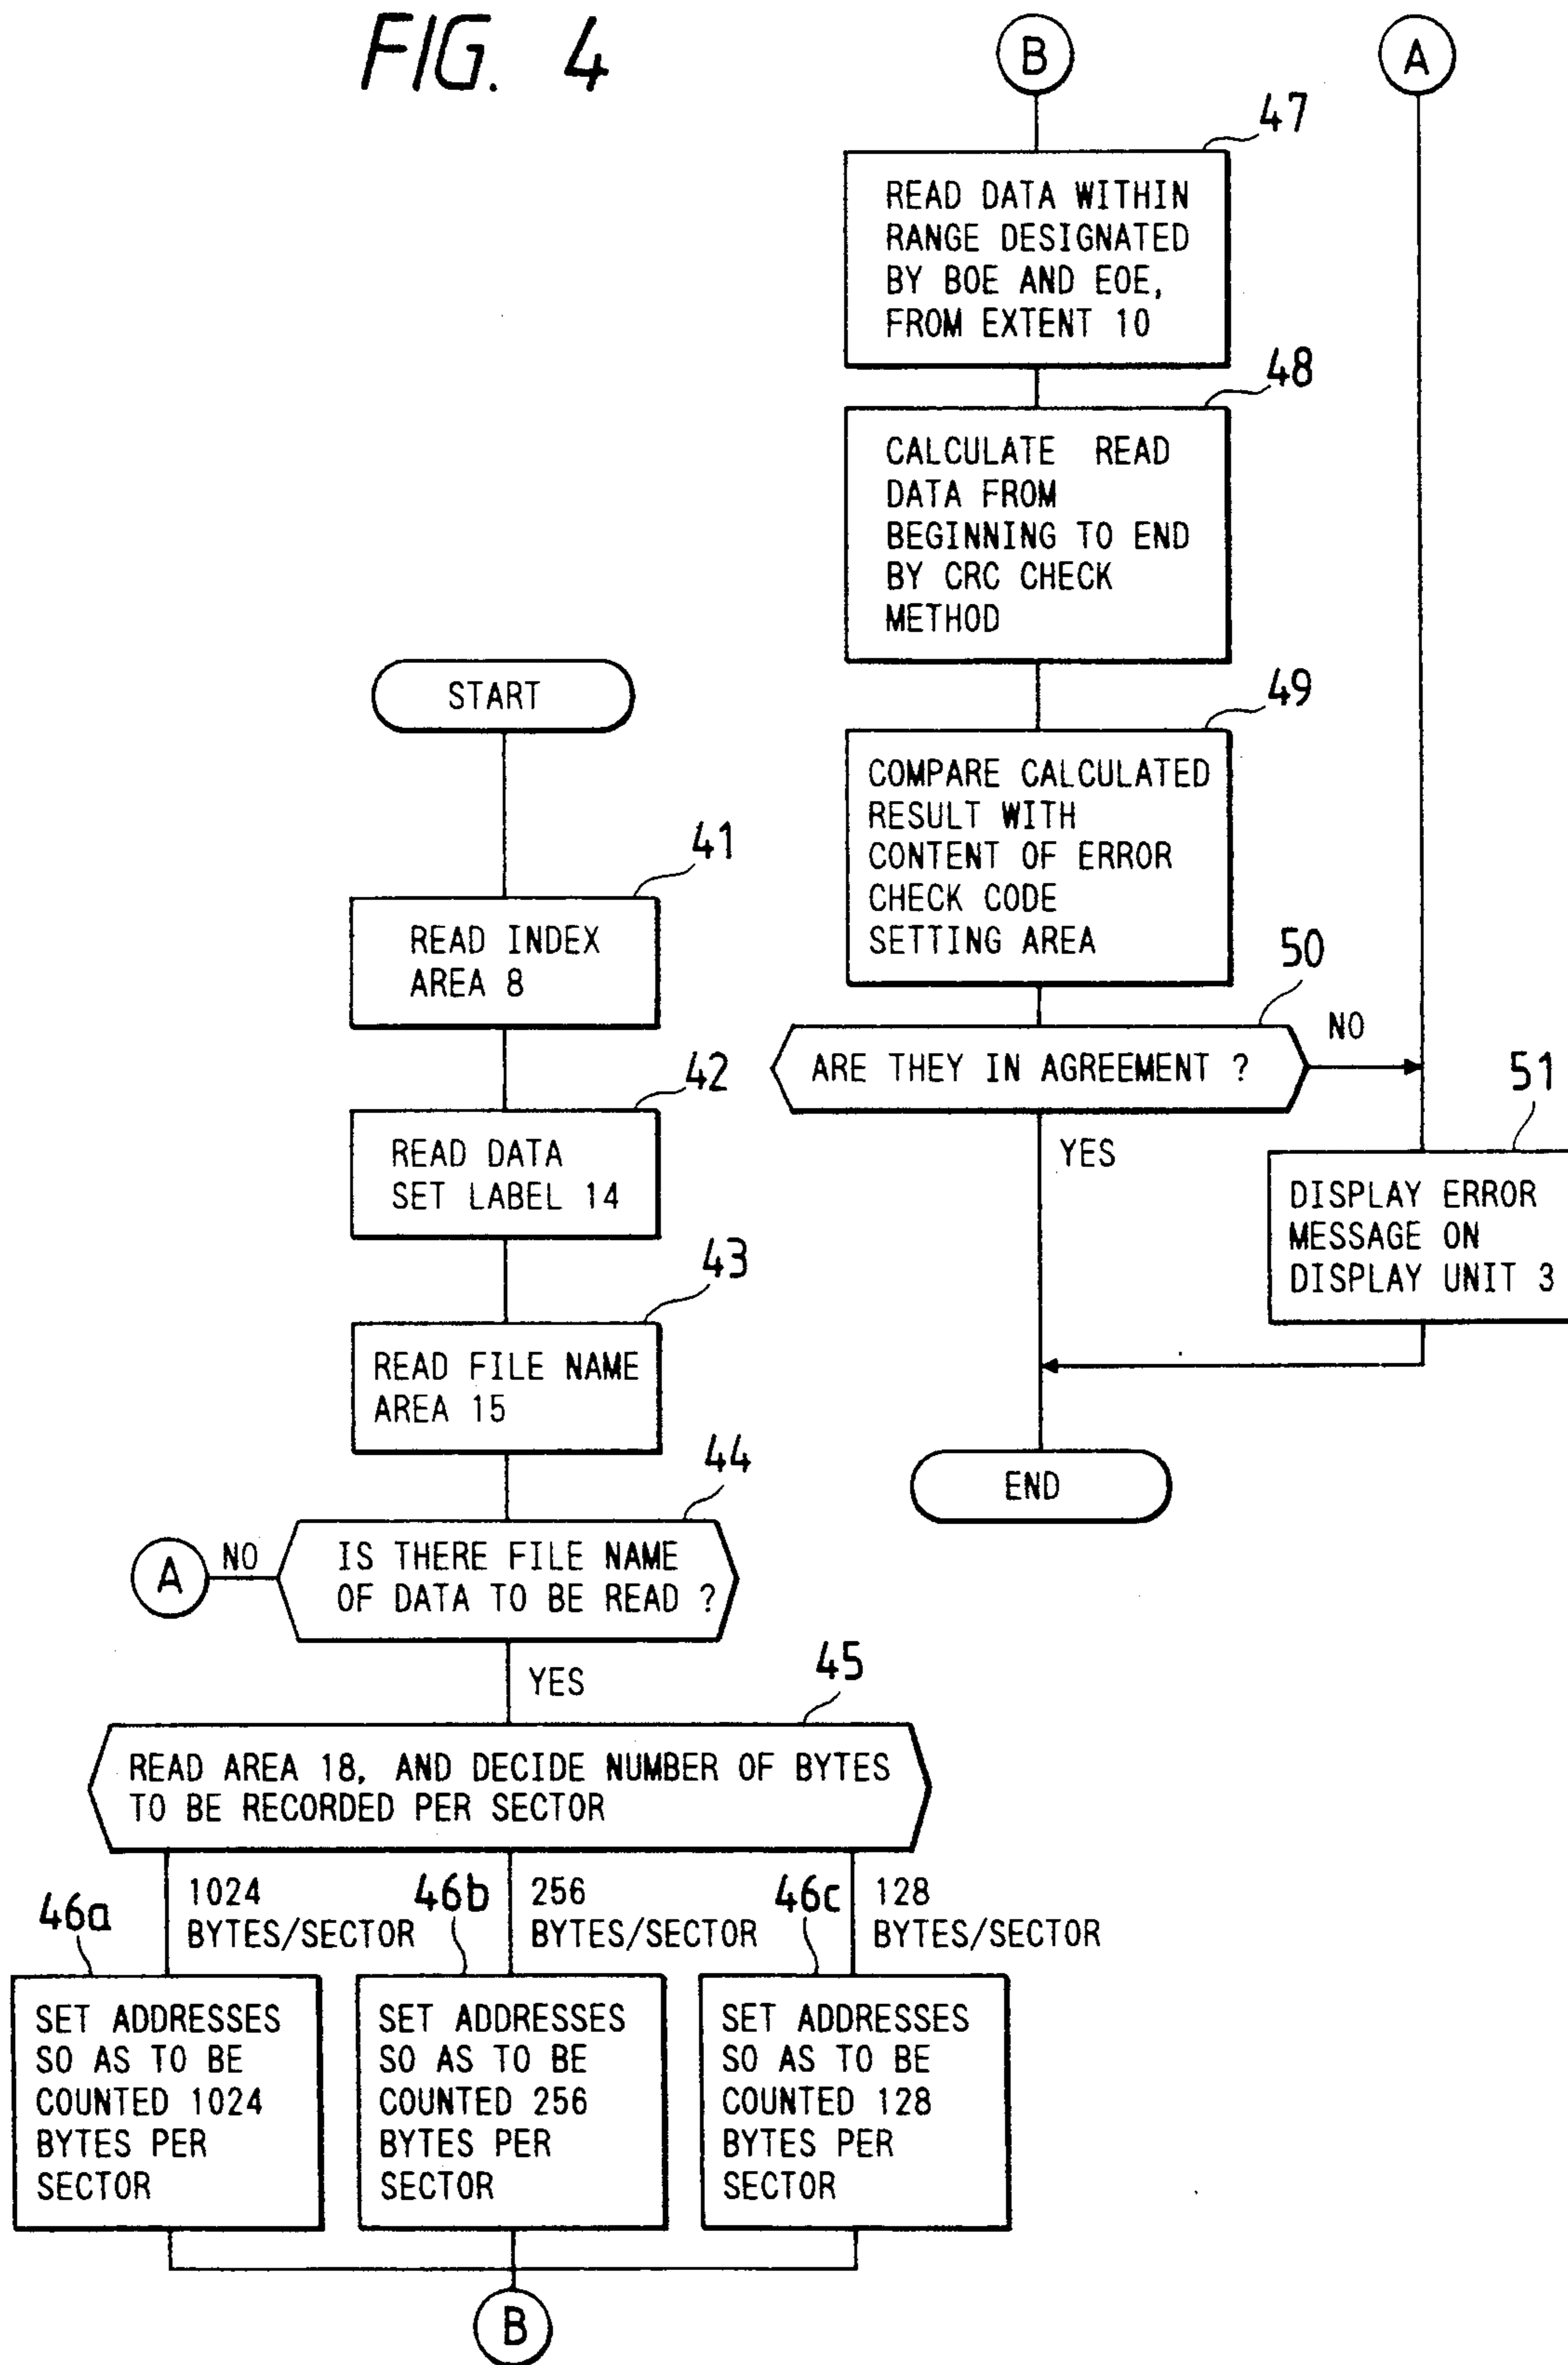 FIG. 4
START
41
READ INDEX
AREA 8
42
READ DATA
SET LABEL 14
43
READ FILE NAME
AREA 15
44
IS THERE FILE NAME
OF DATA TO BE READ ?
NO
A
YES
45
READ AREA 18, AND DECIDE NUMBER OF BYTES
TO BE RECORDED PER SECTOR
46a
1024
BYTES/SECTOR
SET ADDRESSES
SO AS TO BE
COUNTED 1024
BYTES PER
SECTOR
46b
256
BYTES/SECTOR
SET ADDRESSES
SO AS TO BE
COUNTED 256
BYTES PER
SECTOR
46c
128
BYTES/SECTOR
SET ADDRESSES
SO AS TO BE
COUNTED 128
BYTES PER
SECTOR
B
B
47
READ DATA WITHIN
RANGE DESIGNATED
BY BOE AND EOE,
FROM EXTENT 10
48
CALCULATE READ
DATA FROM
BEGINNING TO END
BY CRC CHECK
METHOD
49
COMPARE CALCULATED
RESULT WITH
CONTENT OF ERROR
CHECK CODE
SETTING AREA
50
ARE THEY IN AGREEMENT ?
NO
YES
A
51
DISPLAY ERROR
MESSAGE ON
DISPLAY UNIT 3
END